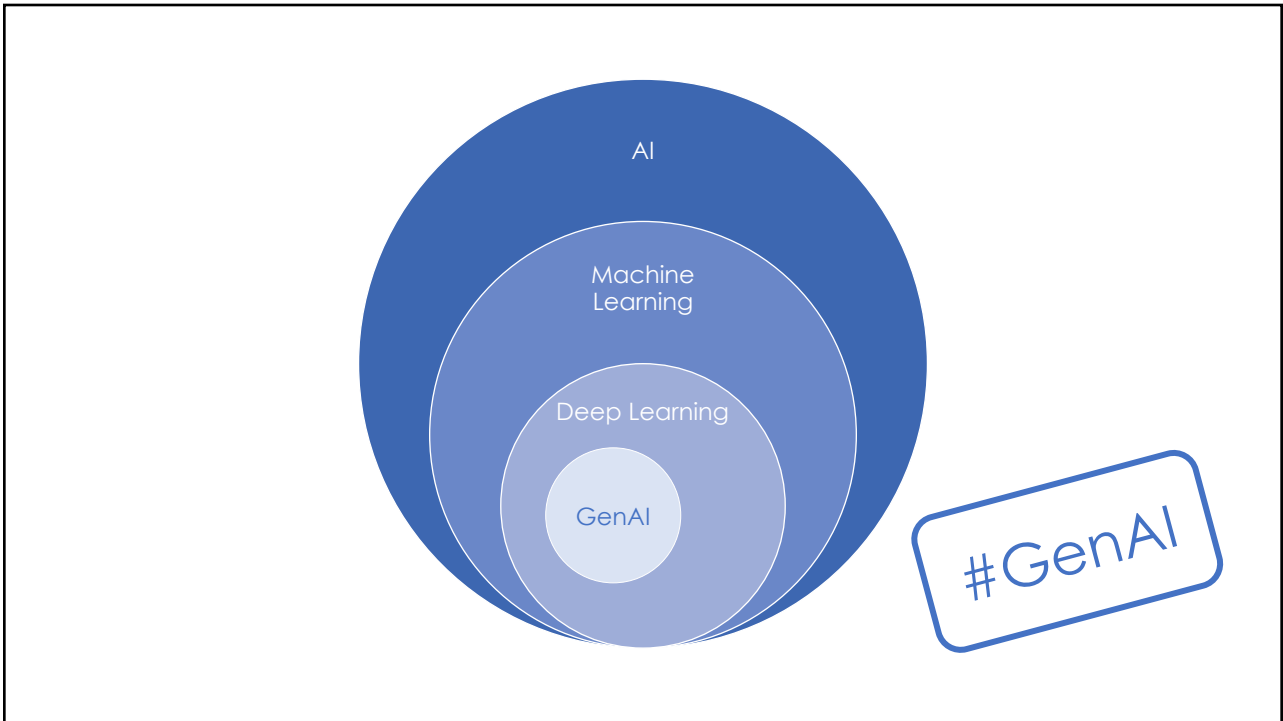 AI
Machine
Learning
Deep Learning
GenAI
#GenAI